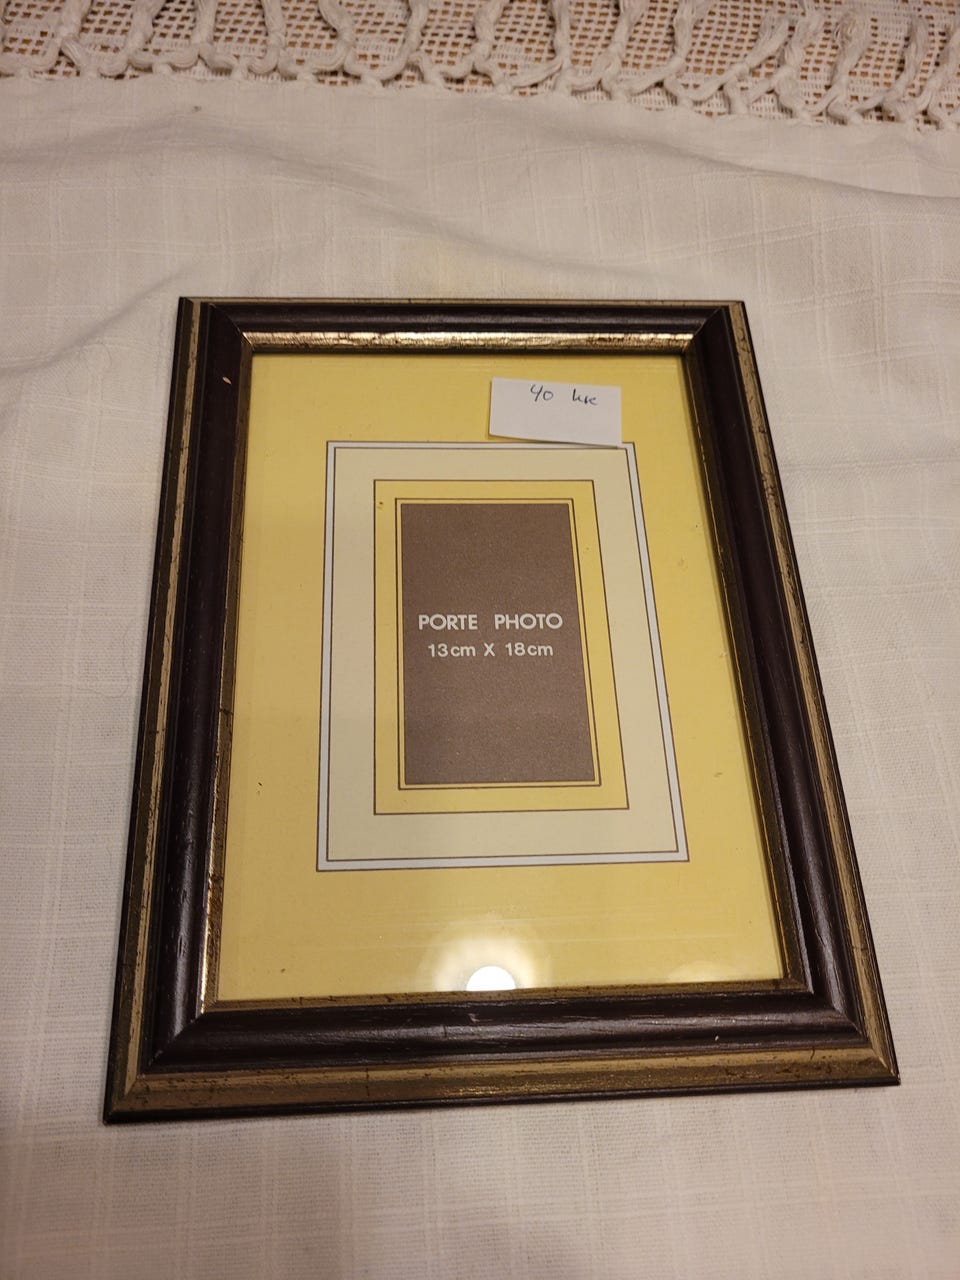 40 kr
PORTE PHOTO
13cm X 18cm